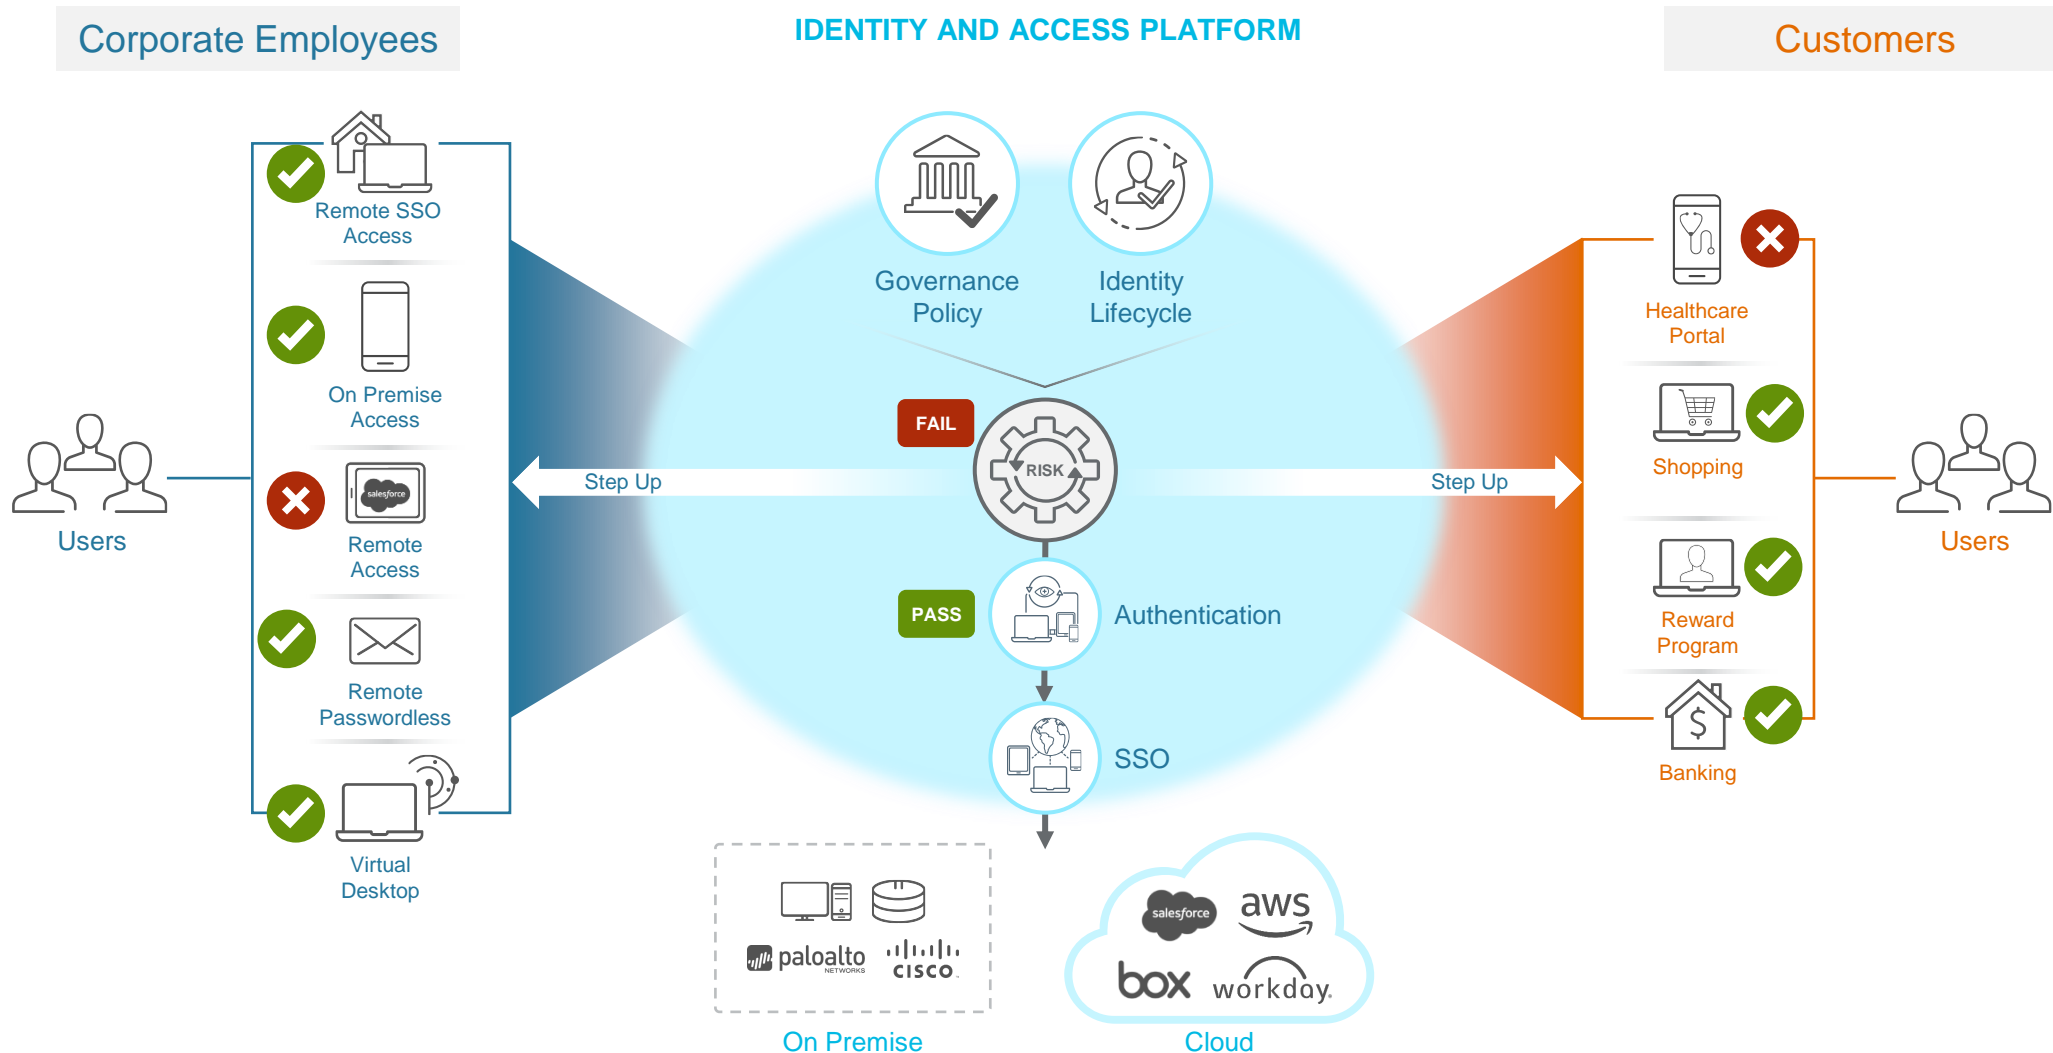 Corporate Employees
IDENTITY AND ACCESS PLATFORM
Customers
Remote SSO
Access
On Premise
Access
salesforce
Remote
Access
Remote
Passwordless
Virtual
Desktop
Users
Governance
Policy
Identity
Lifecycle
FAIL
RISK
Step Up
Step Up
PASS
Authentication
SSO
Healthcare
Portal
Shopping
Reward
Program
$
Banking
Users
paloalto
NETWORKS
CISCO
On Premise
salesforce
aws
box
workday.
Cloud